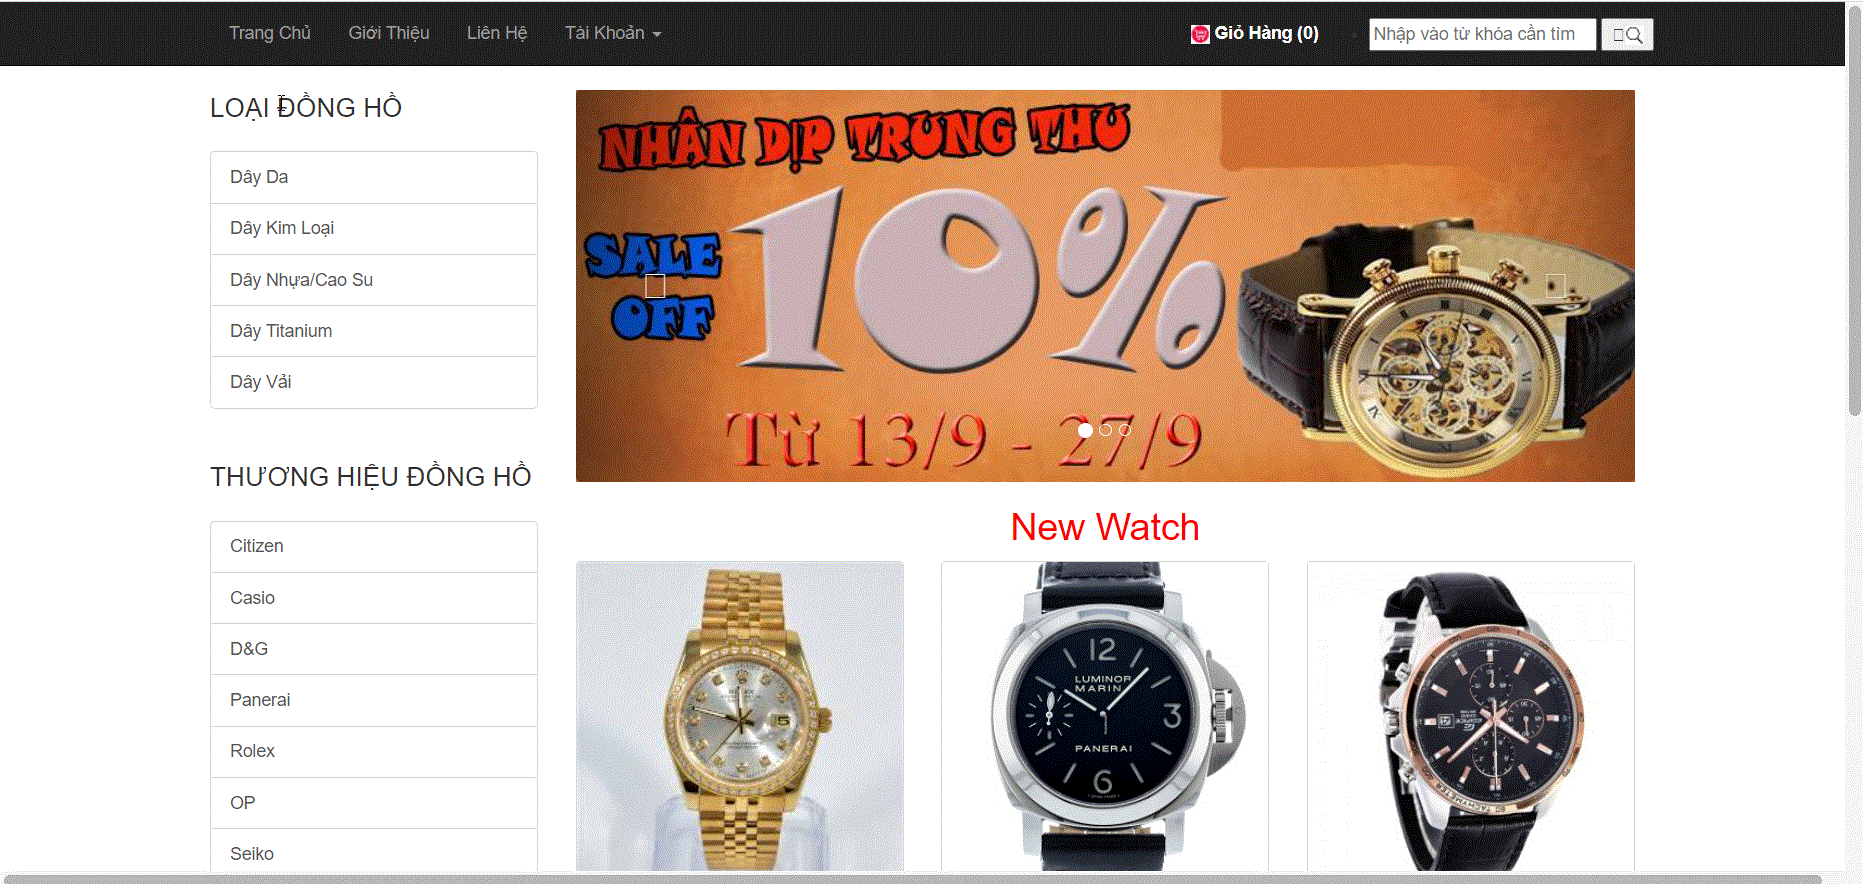 Trang Chủ
Giới Thiệu
Liên Hệ
Tài Khoản
Giỏ Hàng (0)
Nhập vào từ khóa cần tìm
LOẠI ĐỒNG HỒ
Dây Da
Dây Kim Loại
Dây Nhựa/Cao Su
Dây Titanium
Dây Vải
THƯƠNG HIỆU ĐỒNG HỒ
Citizen
Casio
D&G
Panerai
Rolex
OP
Seiko
NHÂN DỊP TRUNG THU
SALE
OFF
10%
Từ 13/9 - 27/9
New Watch
ROLEX
12
LUMINOR
MARINA
3
PANERAI
6
EDIFICE
TACHYMETER